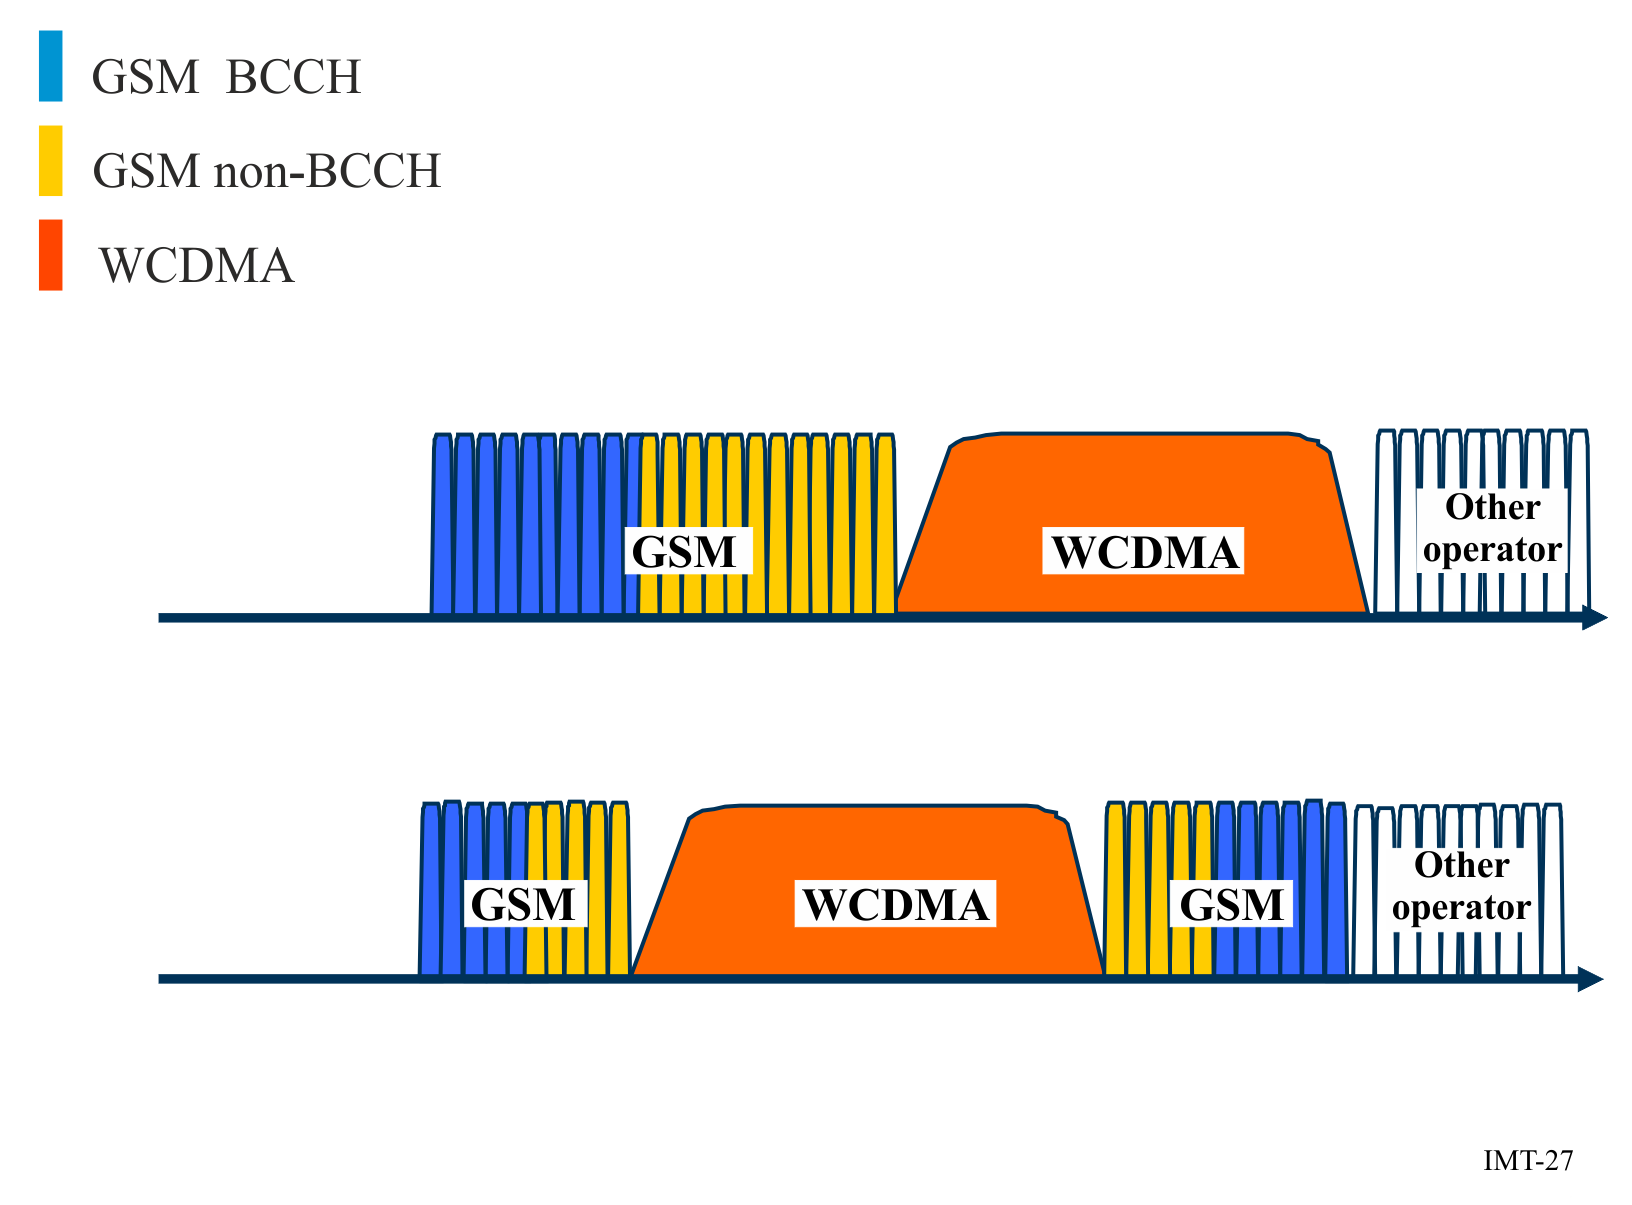 GSM  BCCH
GSM non-BCCH
WCDMA
GSM
WCDMA
Other
operator
GSM
WCDMA
GSM
Other
operator
IMT-27